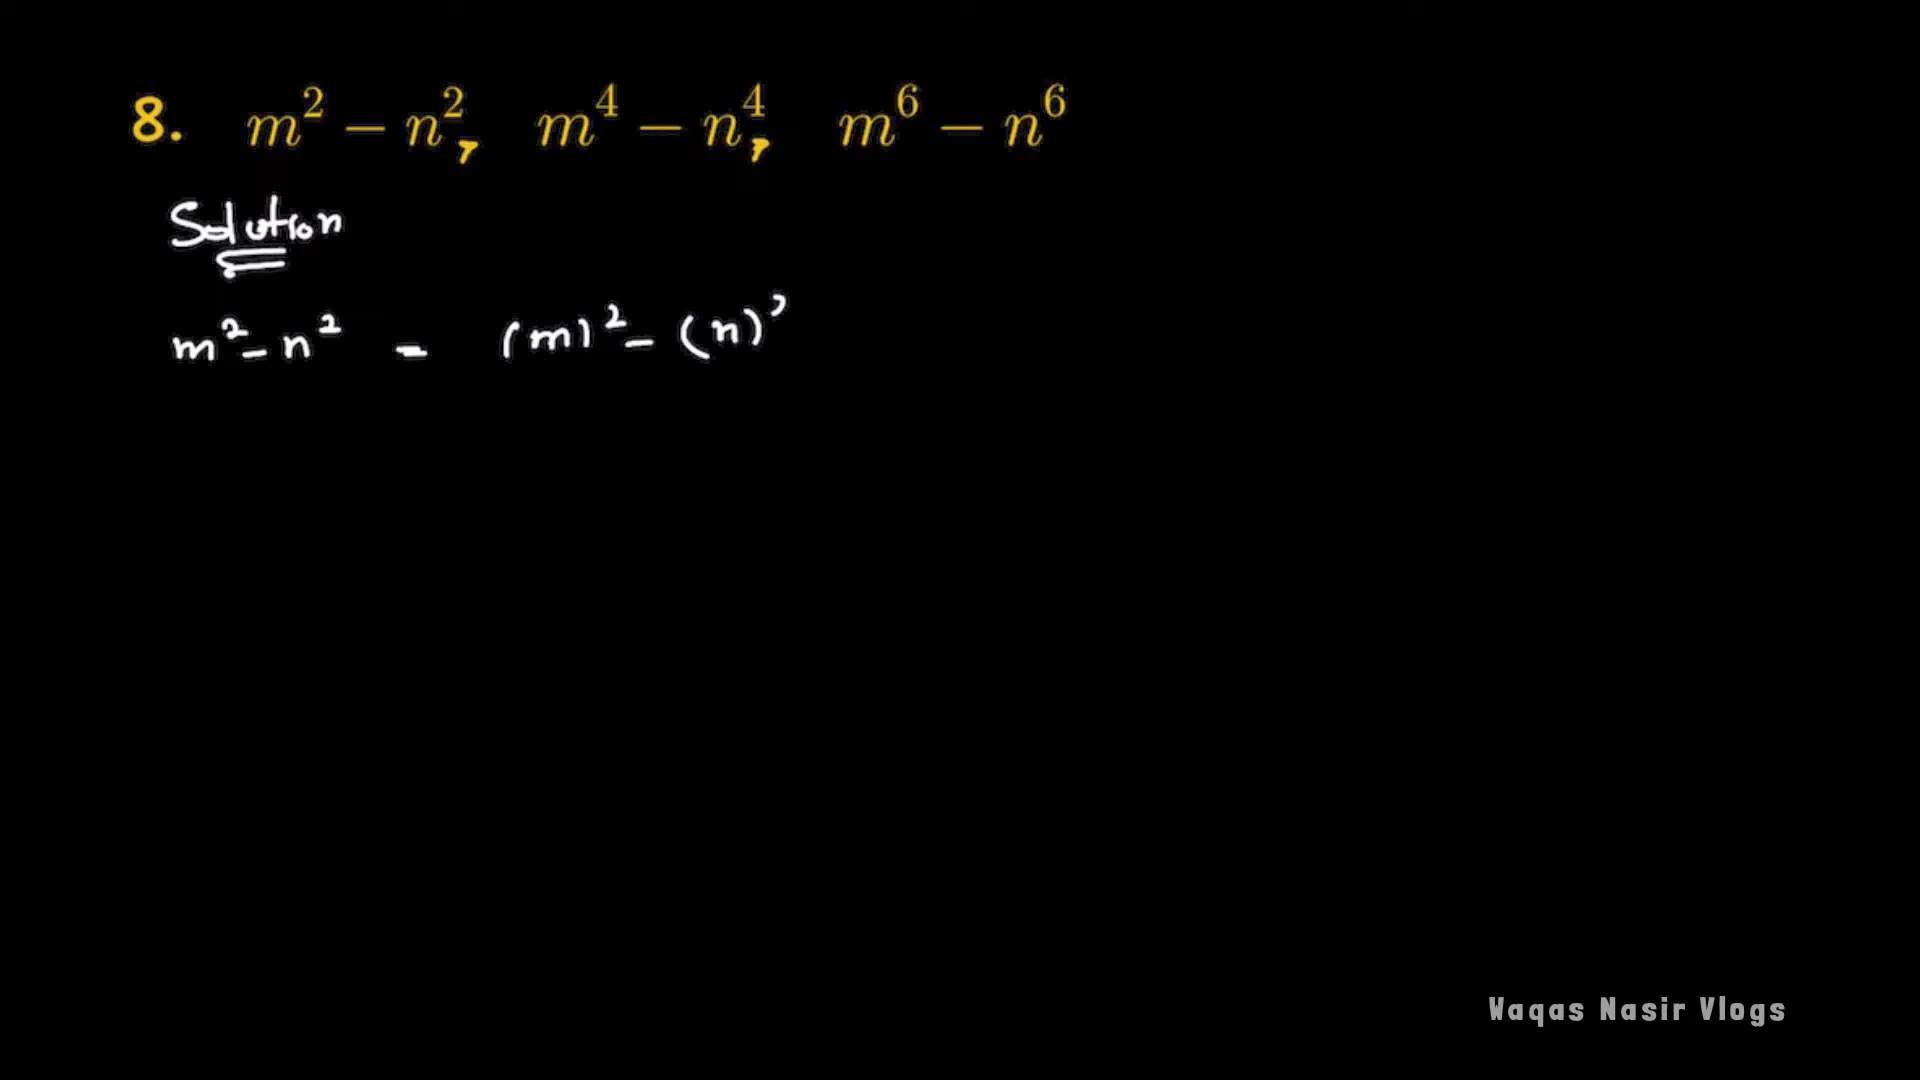 8. m² – n², m⁴ – n⁴, m⁶ – n⁶
Solution
m² – n² = (m)² – (n)²
Waqas Nasir Vlogs